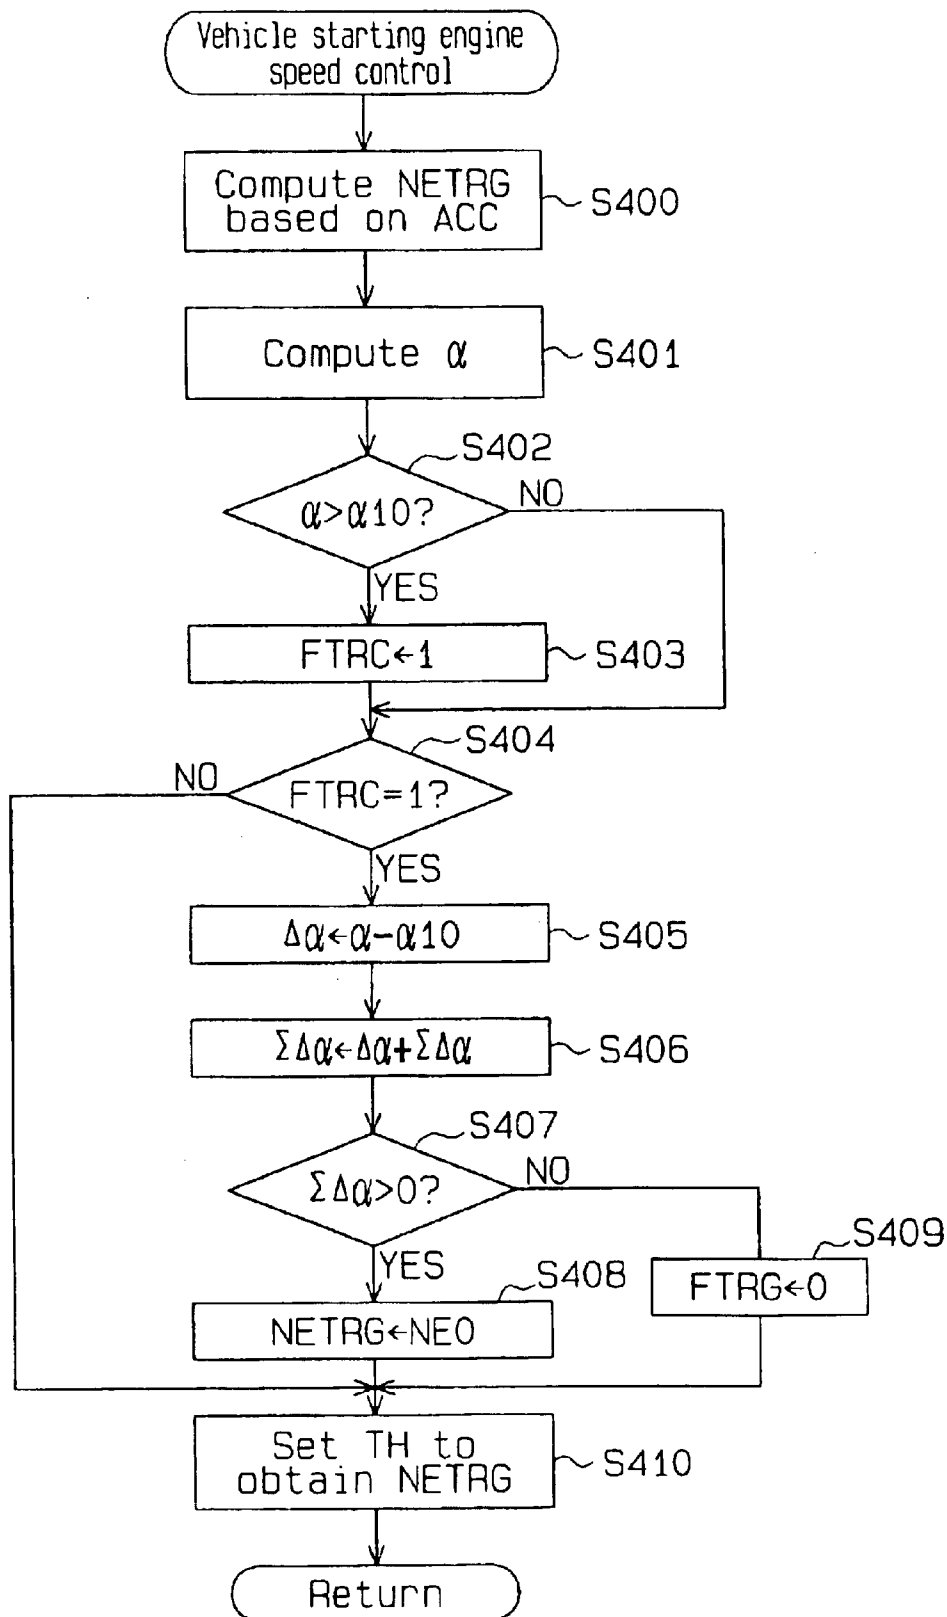 Vehicle starting engine
speed control
Compute NETRG
based on ACC
S400
Compute α
S401
S402
α>α10?
NO
YES
FTRC←1
S403
S404
NO
FTRC=1?
YES
Δα←α-α10
S405
ΣΔα←Δα+ΣΔα
S406
S407
ΣΔα>0?
NO
S409
YES
S408
FTRG←0
NETRG←NE0
Set TH to
obtain NETRG
S410
Return